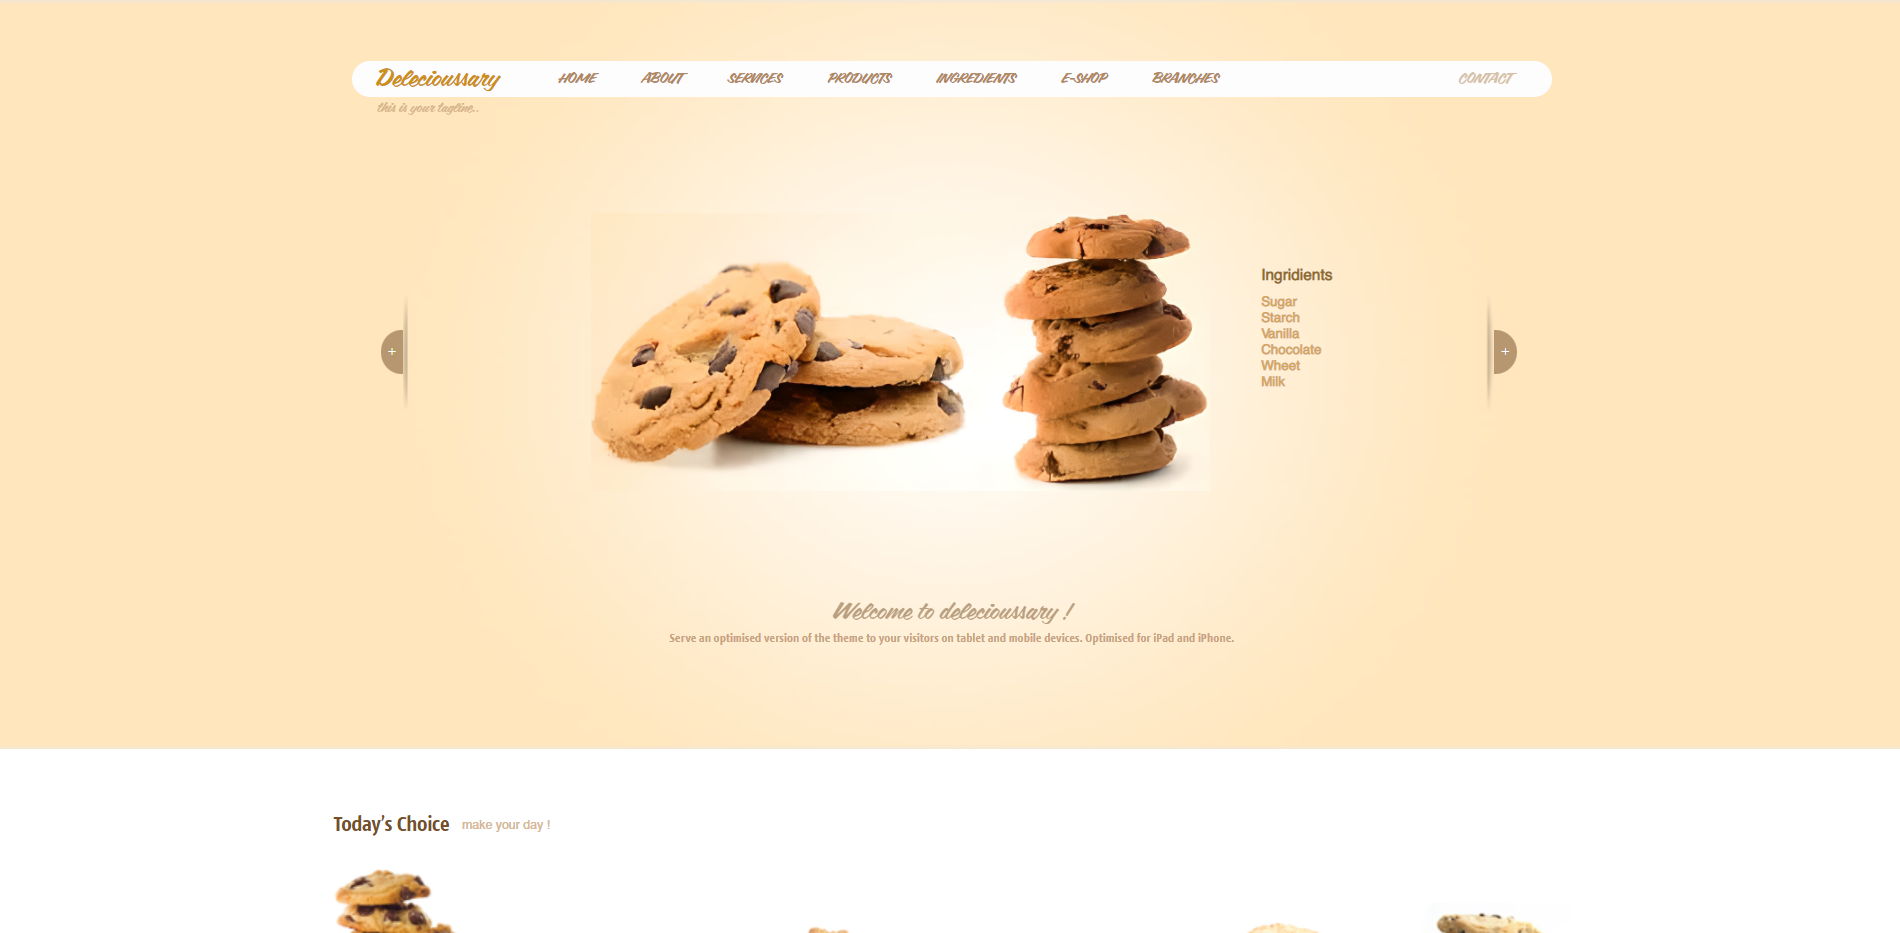 Delecioussary
HOME ABOUT SERVICES PRODUCTS INGREDIENTS E-SHOP BRANCHES CONTACT
this is your tagline..
Ingridients
Sugar
Starch
Vanilla
Chocolate
Wheet
Milk
+ +
Welcome to delecioussary !
Serve an optimised version of the theme to your visitors on tablet and mobile devices. Optimised for iPad and iPhone.
Today's Choice make your day !